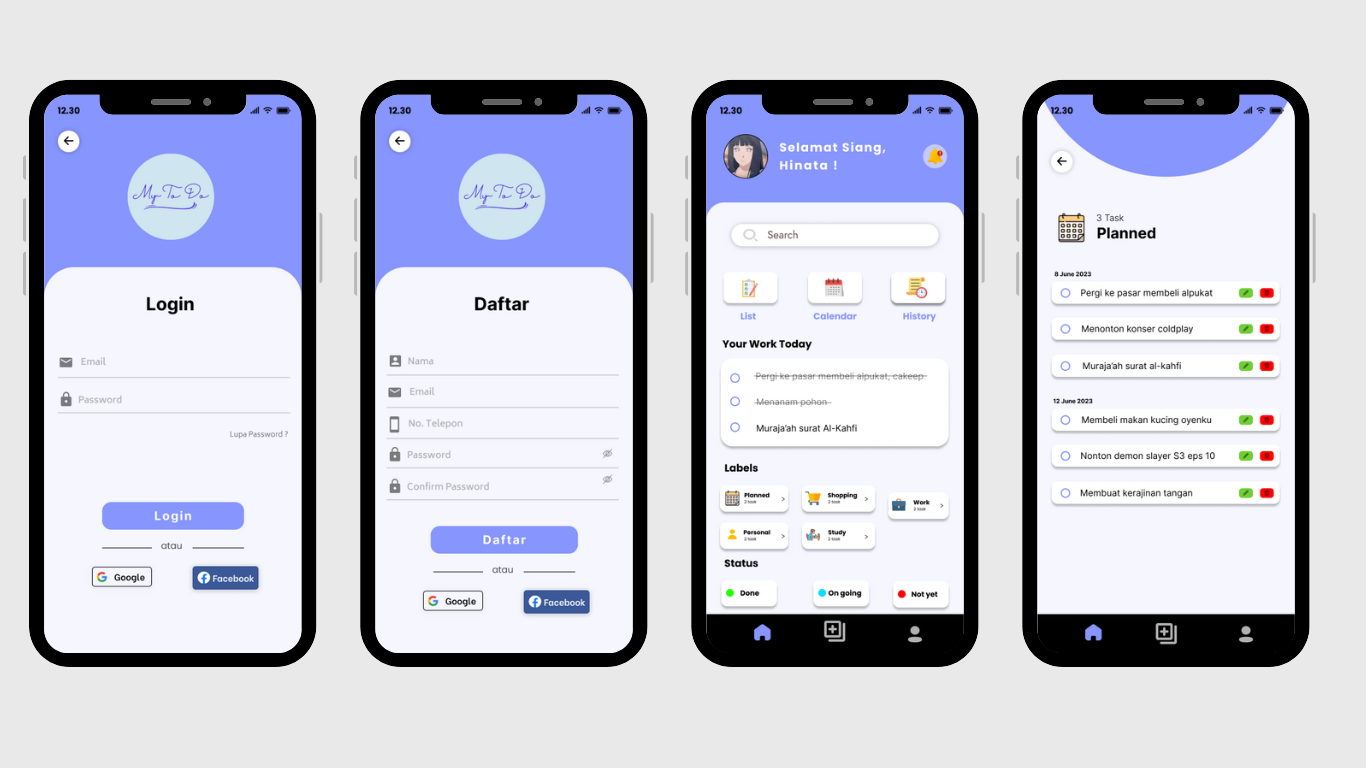 12.30
My To Do
Login
Email
Password
Lupa Password ?
Login
atau
Google
Facebook
12.30
My To Do
Daftar
Nama
Email
No. Telepon
Password
Confirm Password
Daftar
atau
Google
Facebook
12.30
Selamat Siang,
Hinata !
Search
List
Calendar
History
Your Work Today
Pergi ke pasar membeli alpukat, cakeep
Menanam pohon
Muraja'ah surat Al-Kahfi
Labels
Planned
3 task
Shopping
2 task
Work
2 task
Personal
2 task
Study
2 task
Status
Done
On going
Not yet
12.30
3 Task
Planned
8 June 2023
Pergi ke pasar membeli alpukat
Menonton konser coldplay
Muraja'ah surat al-kahfi
12 June 2023
Membeli makan kucing oyenku
Nonton demon slayer S3 eps 10
Membuat kerajinan tangan